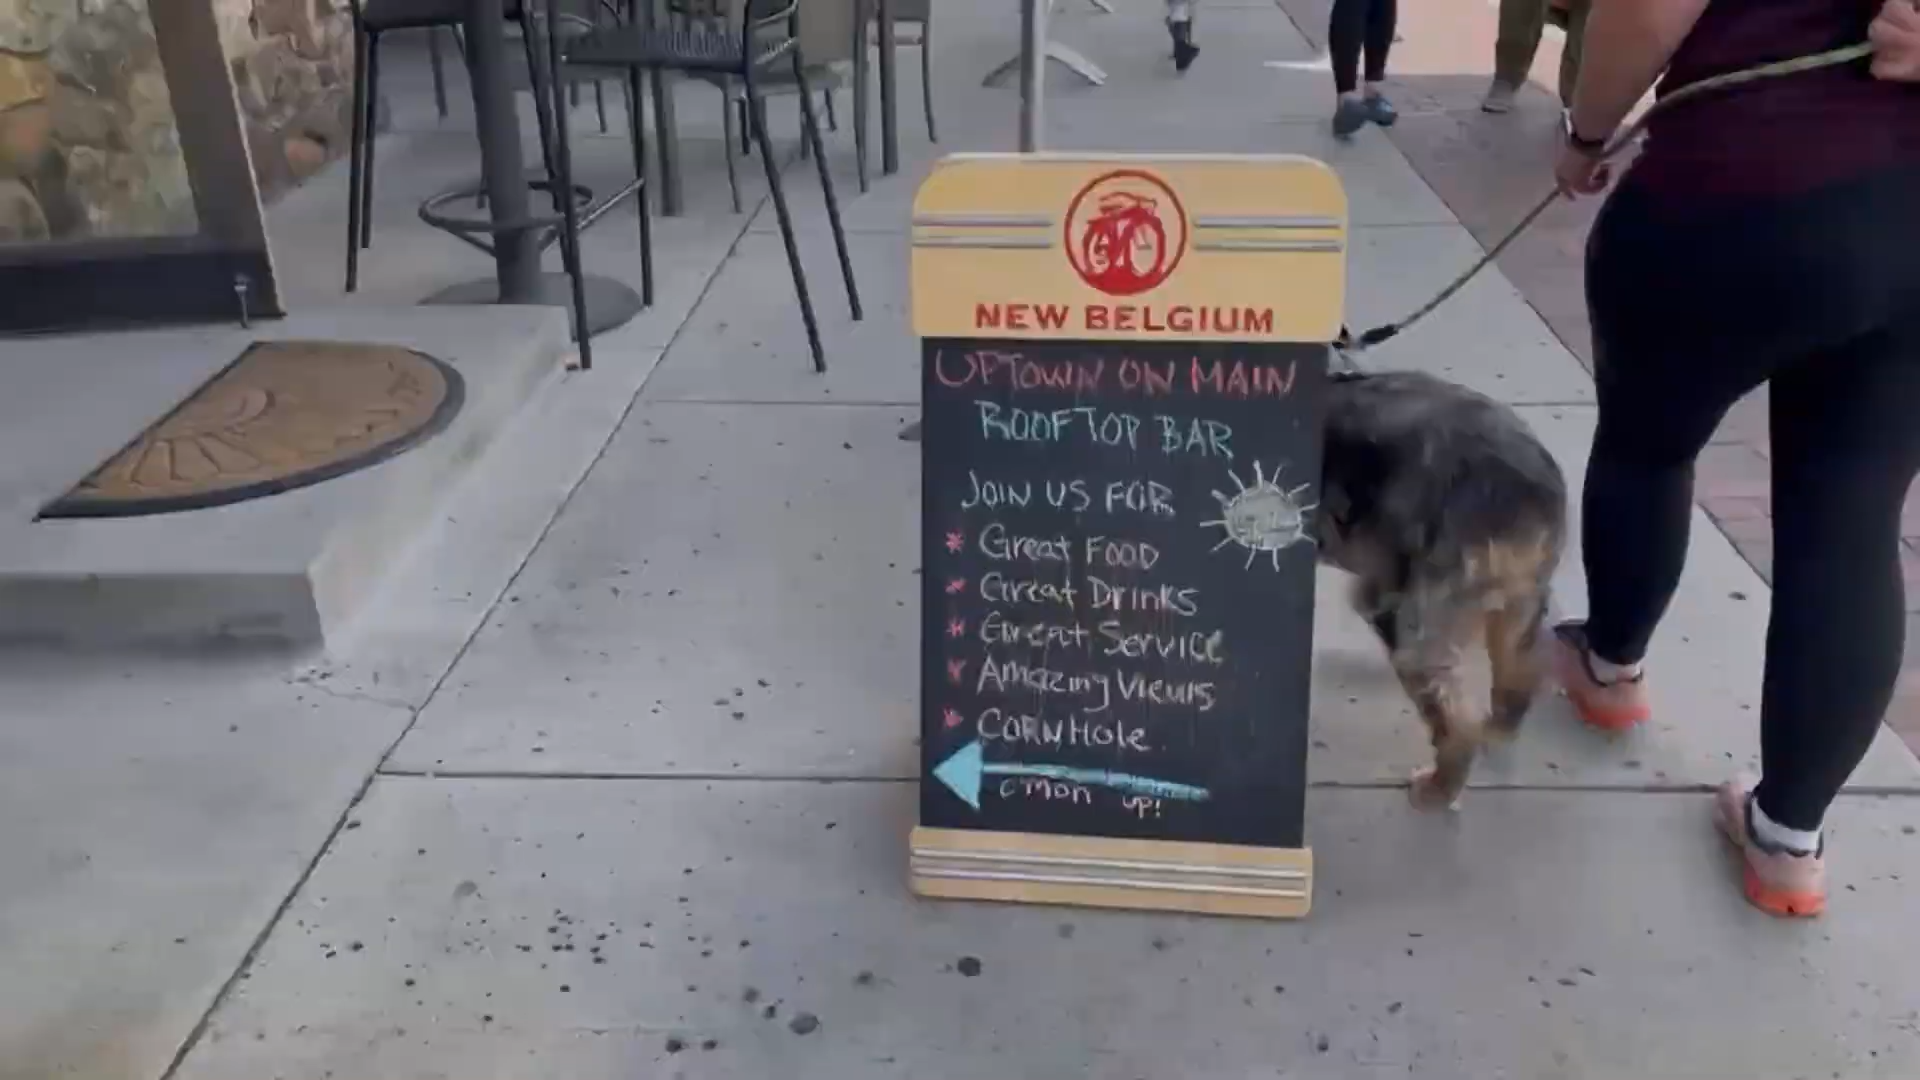 NEW BELGIUM
UPTOWN ON MAIN
ROOFTOP BAR
JOIN US FOR
* Great Food
* Great Drinks
* Great Service
* Amazing Views
* CORNHole
c'mon up!